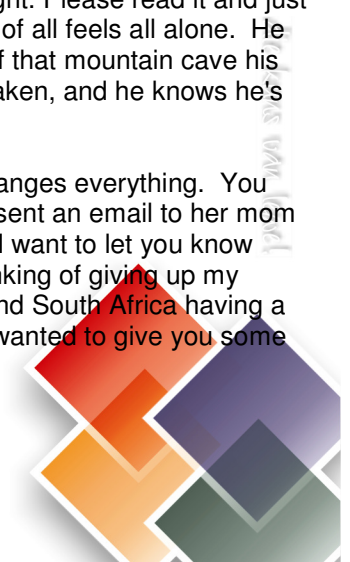 ght. Please read it and just
of all feels all alone.  He
f that mountain cave his
aken, and he knows he's
anges everything.  You
sent an email to her mom
I want to let you know
nking of giving up my
nd South Africa having a
wanted to give you some